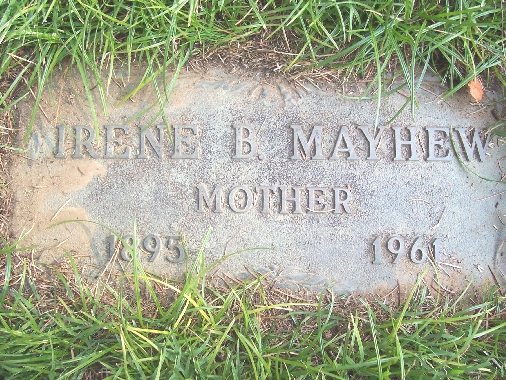 IRENE B. MAYHEW
MOTHER
1895 1961